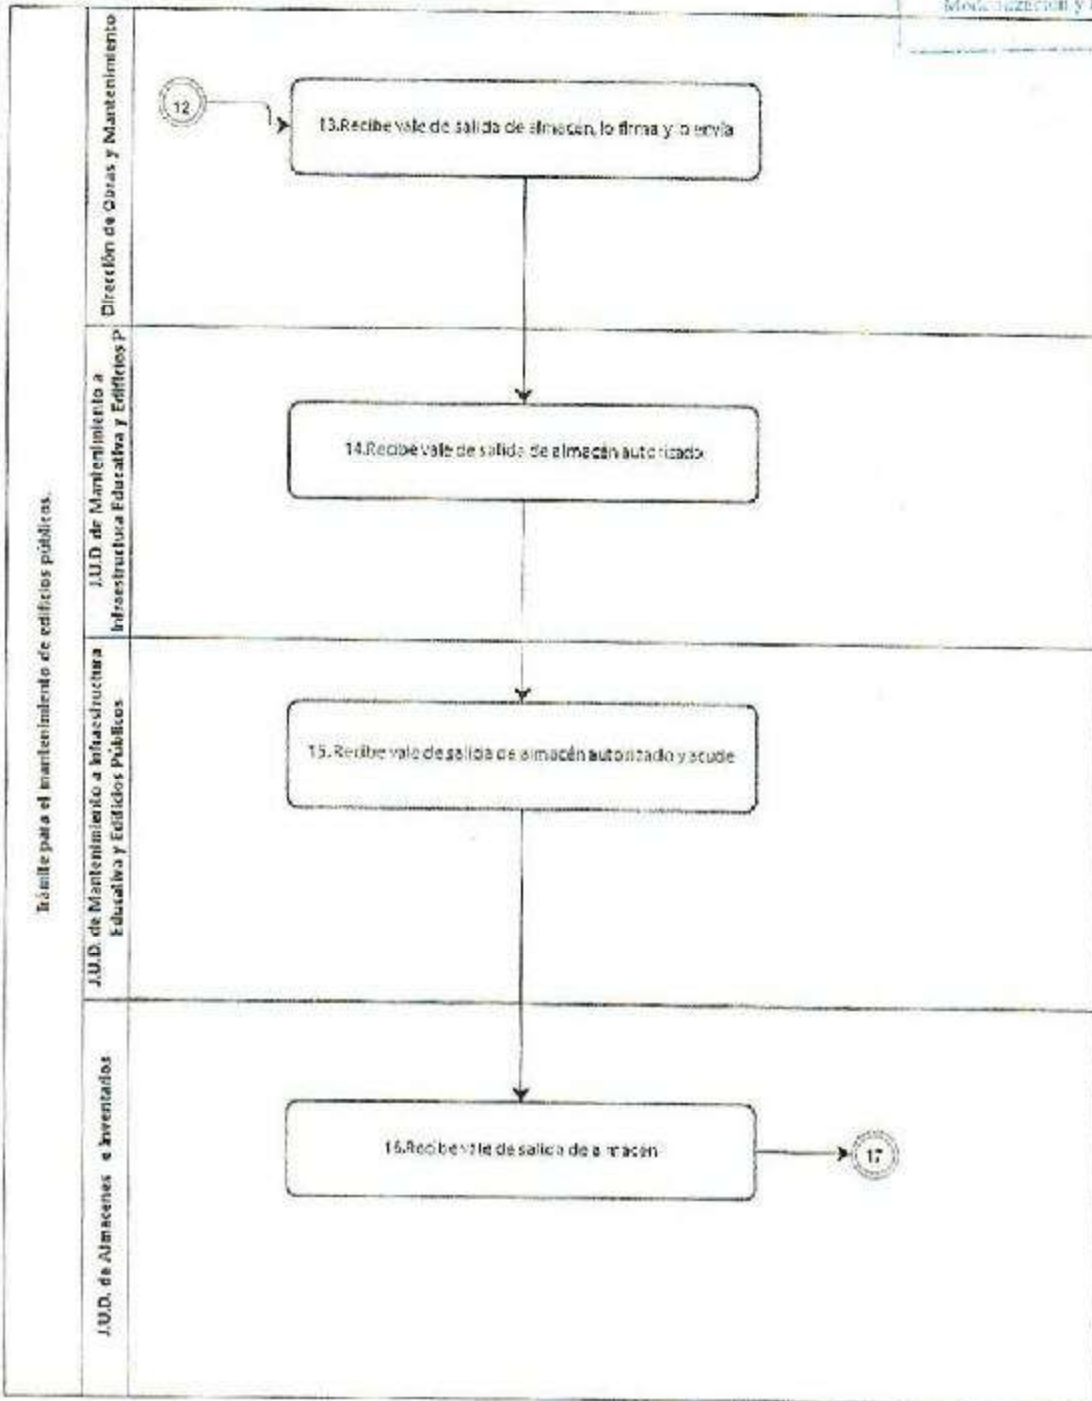 Modernización y
Trámite para el mantenimiento de edificios públicos.
Dirección de Obras y Mantenimiento
12
13.Recibe vale de salida de almacén, lo firma y lo envía
J.U.D. de Mantenimiento a
Infraestructura Educativa y Edificios P
14.Recibe vale de salida de almacén autorizado
J.U.D. de Mantenimiento a Infraestructura
Educativa y Edificios Públicos
15. Recibe vale de salida de almacén autorizado y acude
J.U.D. de Almacenes e Inventarios
16.Recibe vale de salida de almacén
17